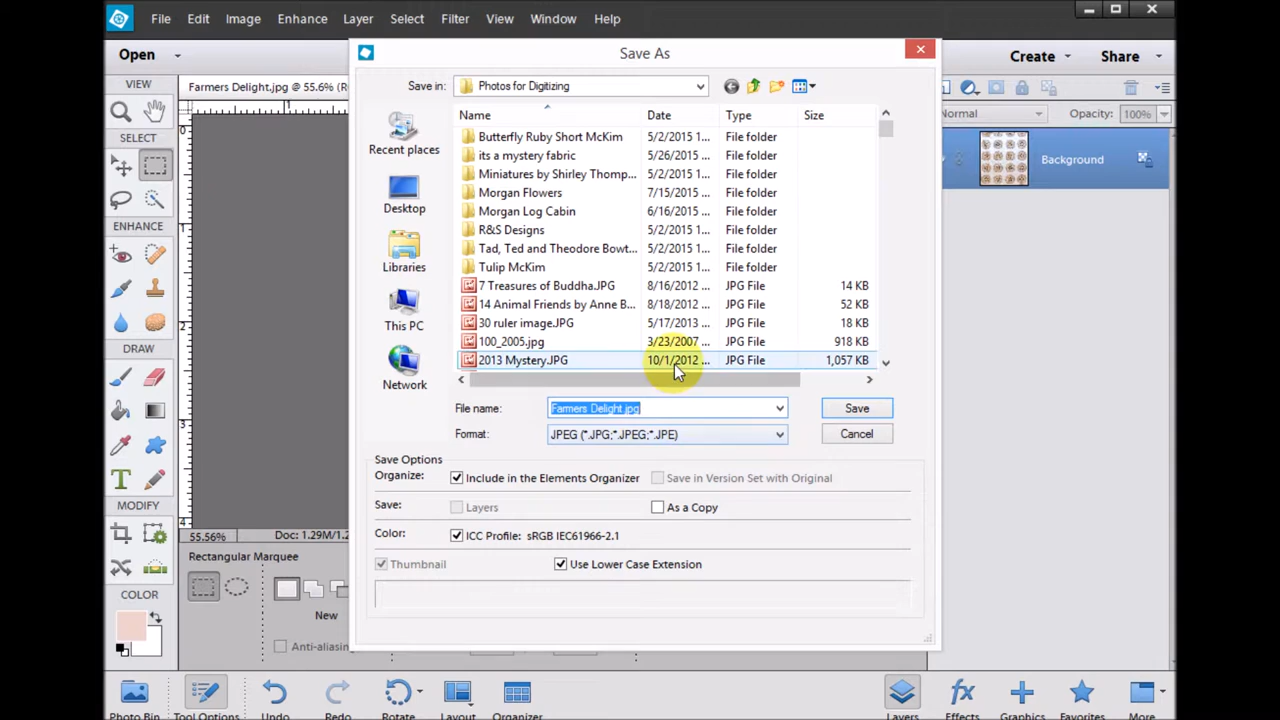 File Edit Image Enhance Layer Select Filter View Window Help
Open Create Share
Save As
VIEW
SELECT
ENHANCE
DRAW
MODIFY
COLOR
Farmers Delight.jpg @ 55.6% (R
Save in: Photos for Digitizing
Recent places
Desktop
Libraries
This PC
Network
Name Date Type Size
Butterfly Ruby Short McKim 5/2/2015 1... File folder
its a mystery fabric 5/26/2015 ... File folder
Miniatures by Shirley Thomp... 5/2/2015 1... File folder
Morgan Flowers 7/15/2015 ... File folder
Morgan Log Cabin 6/16/2015 ... File folder
R&S Designs 5/2/2015 1... File folder
Tad, Ted and Theodore Bowt... 5/2/2015 1... File folder
Tulip McKim 5/2/2015 1... File folder
7 Treasures of Buddha.JPG 8/16/2012 ... JPG File 14 KB
14 Animal Friends by Anne B... 8/18/2012 ... JPG File 52 KB
30 ruler image.JPG 5/17/2013 ... JPG File 18 KB
100_2005.jpg 3/23/2007 ... JPG File 918 KB
2013 Mystery.JPG 10/1/2012 ... JPG File 1,057 KB
File name: Farmers Delight.jpg Save
Format: JPEG (*.JPG;*.JPEG;*.JPE) Cancel
Save Options
Organize: Include in the Elements Organizer Save in Version Set with Original
Save: Layers As a Copy
Color: ICC Profile: sRGB IEC61966-2.1
Thumbnail Use Lower Case Extension
Normal Opacity: 100%
Background
0
1
2
3
4
55.56% Doc: 1.29M/1.2
Rectangular Marquee
New
Anti-aliasing
Photo Bin Tool Options Undo Redo Rotate Layout Organizer Layers Effects Graphics Favorites More